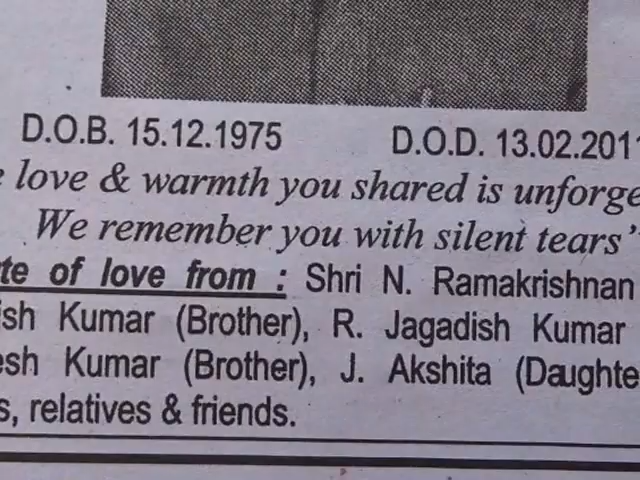 D.O.B. 15.12.1975 D.O.D. 13.02.201
love & warmth you shared is unforge
We remember you with silent tears"
te of love from : Shri N. Ramakrishnan
ish Kumar (Brother), R. Jagadish Kumar
esh Kumar (Brother), J. Akshita (Daughte
s, relatives & friends.